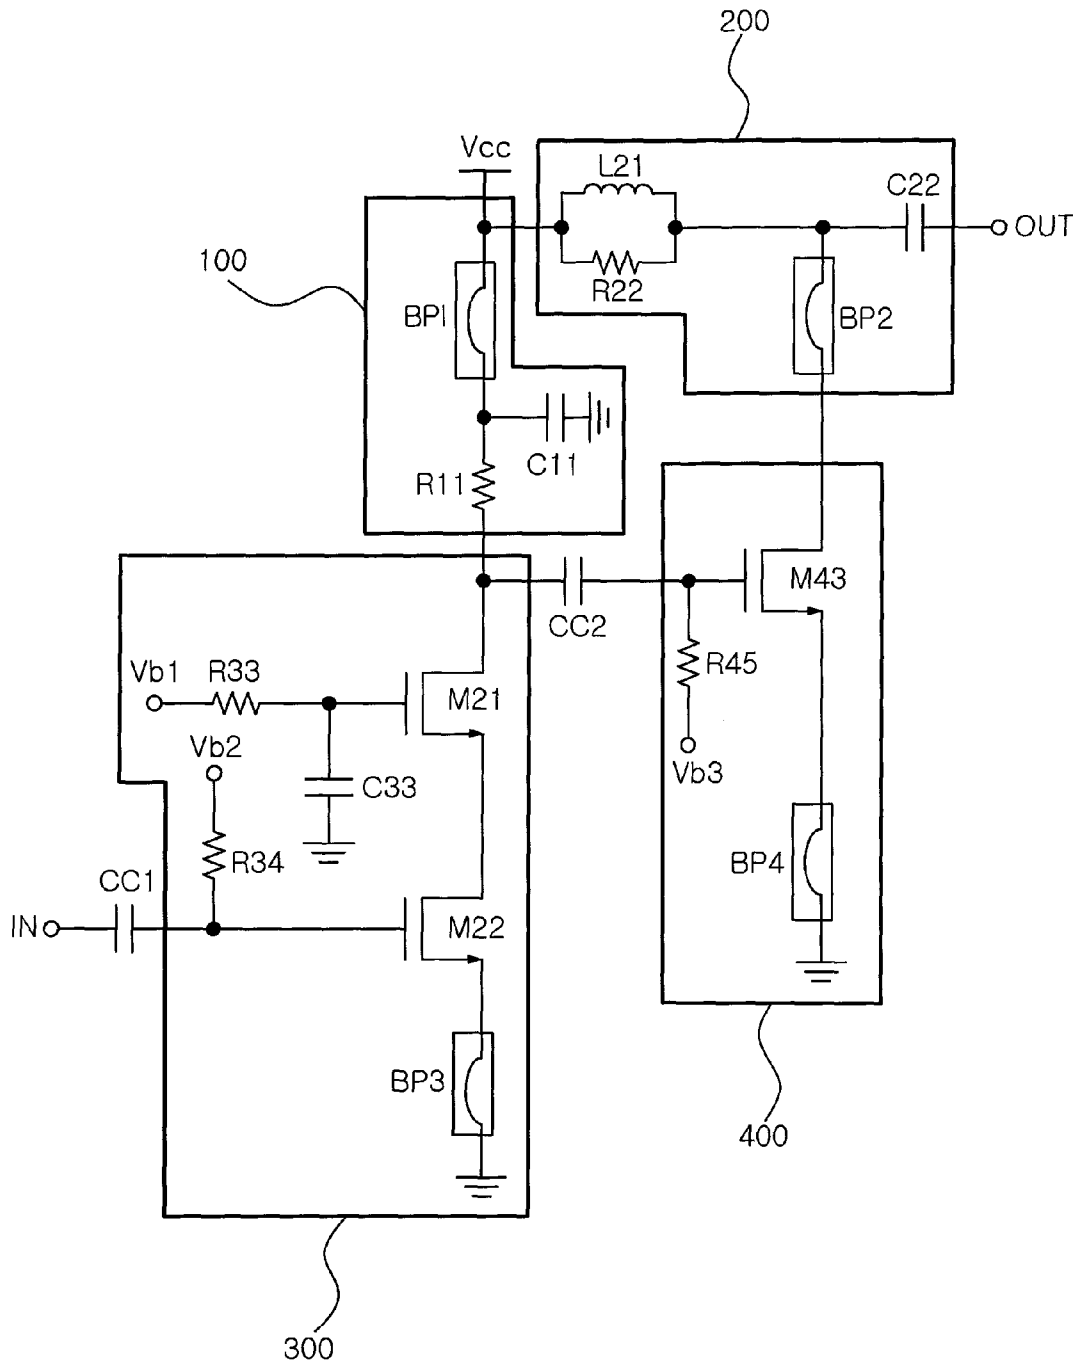 200
Vcc
L21
C22
OUT
100
R22
BP1
BP2
C11
R11
M43
CC2
R45
Vb1
R33
M21
Vb2
Vb3
C33
R34
BP4
CC1
IN
M22
BP3
400
300